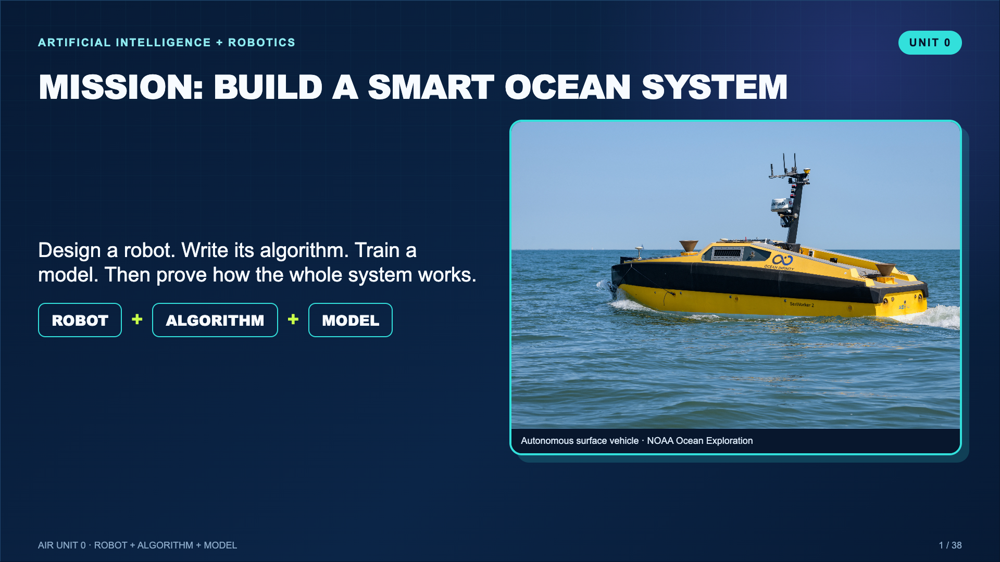 ARTIFICIAL INTELLIGENCE + ROBOTICS
UNIT 0
MISSION: BUILD A SMART OCEAN SYSTEM
Design a robot. Write its algorithm. Train a
model. Then prove how the whole system works.
ROBOT + ALGORITHM + MODEL
OCEAN INFINITY
SeaWorker 2
ASV
Autonomous surface vehicle · NOAA Ocean Exploration
AIR UNIT 0 · ROBOT + ALGORITHM + MODEL
1 / 38